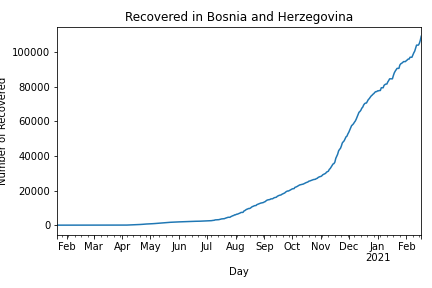 Recovered in Bosnia and Herzegovina
Number of Recovered
100000
80000
60000
40000
20000
0
Feb Mar Apr May Jun Jul Aug Sep Oct Nov Dec Jan Feb
2021
Day